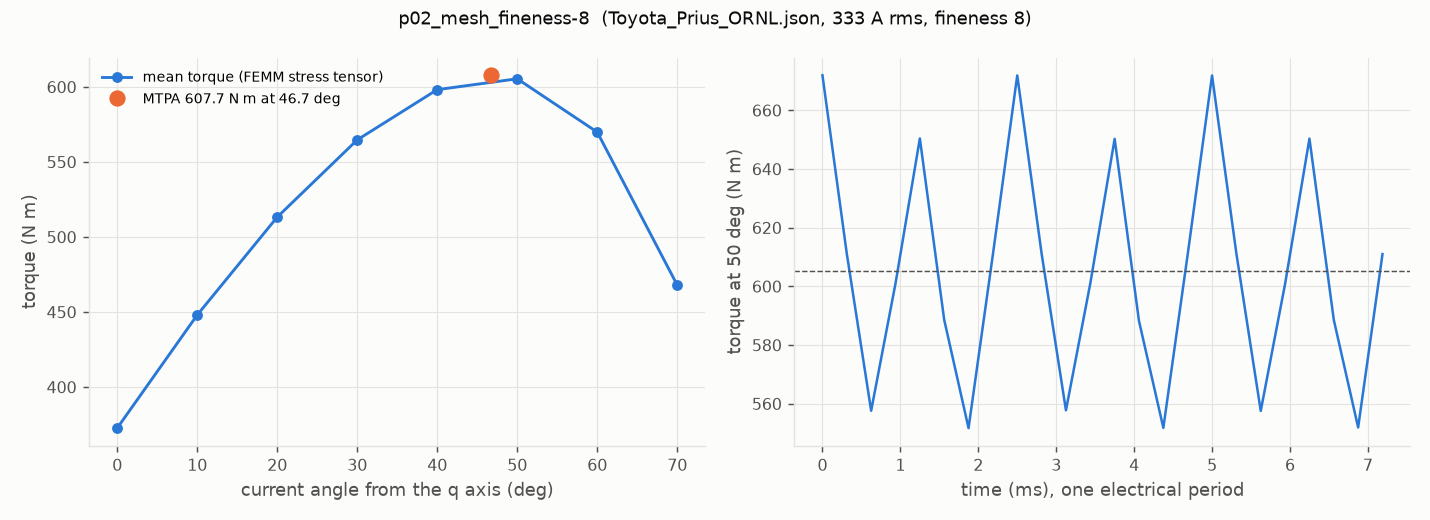 p02_mesh_fineness-8  (Toyota_Prius_ORNL.json, 333 A rms, fineness 8)
mean torque (FEMM stress tensor)
MTPA 607.7 N m at 46.7 deg
torque (N m)
600
550
500
450
400
0 10 20 30 40 50 60 70
current angle from the q axis (deg)
torque at 50 deg (N m)
660
640
620
600
580
560
0 1 2 3 4 5 6 7
time (ms), one electrical period